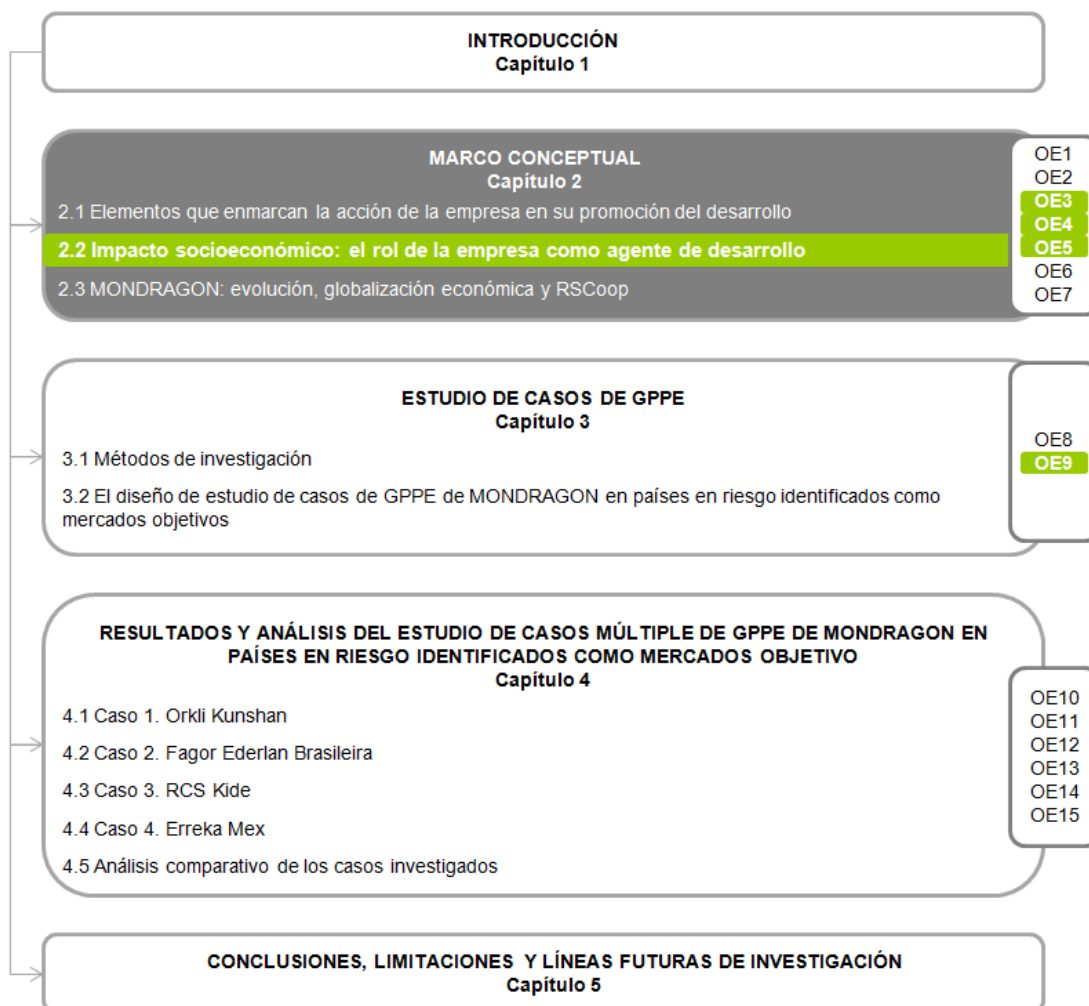 INTRODUCCIÓN
Capítulo 1
MARCO CONCEPTUAL
Capítulo 2
2.1 Elementos que enmarcan la acción de la empresa en su promoción del desarrollo
2.2 Impacto socioeconómico: el rol de la empresa como agente de desarrollo
2.3 MONDRAGON: evolución, globalización económica y RSCoop
OE1
OE2
OE3
OE4
OE5
OE6
OE7
ESTUDIO DE CASOS DE GPPE
Capítulo 3
3.1 Métodos de investigación
3.2 El diseño de estudio de casos de GPPE de MONDRAGON en países en riesgo identificados como
mercados objetivos
OE8
OE9
RESULTADOS Y ANÁLISIS DEL ESTUDIO DE CASOS MÚLTIPLE DE GPPE DE MONDRAGON EN
PAÍSES EN RIESGO IDENTIFICADOS COMO MERCADOS OBJETIVO
Capítulo 4
4.1 Caso 1. Orkli Kunshan
4.2 Caso 2. Fagor Ederlan Brasileira
4.3 Caso 3. RCS Kide
4.4 Caso 4. Erreka Mex
4.5 Análisis comparativo de los casos investigados
OE10
OE11
OE12
OE13
OE14
OE15
CONCLUSIONES, LIMITACIONES Y LÍNEAS FUTURAS DE INVESTIGACIÓN
Capítulo 5